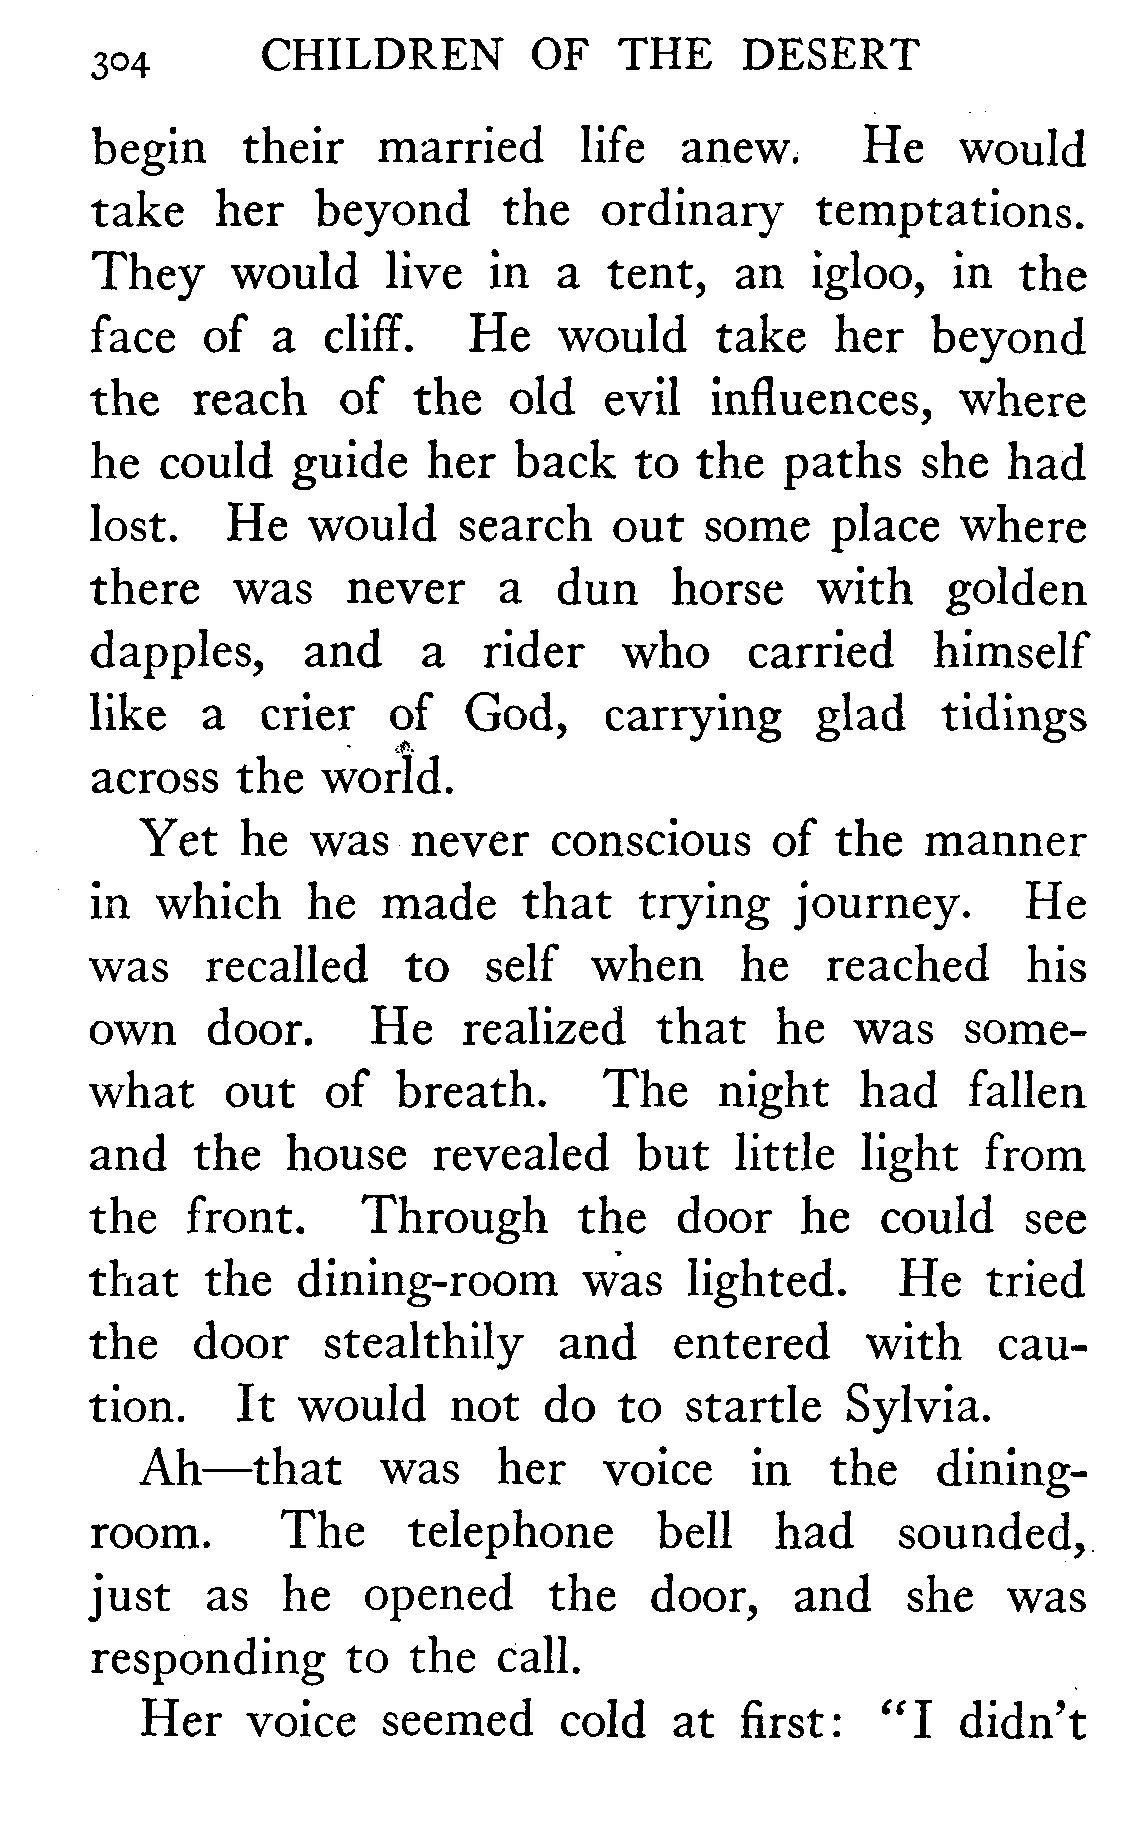 304 CHILDREN OF THE DESERT
begin their married life anew. He would
take her beyond the ordinary temptations.
They would live in a tent, an igloo, in the
face of a cliff. He would take her beyond
the reach of the old evil influences, where
he could guide her back to the paths she had
lost. He would search out some place where
there was never a dun horse with golden
dapples, and a rider who carried himself
like a crier of God, carrying glad tidings
across the world.
Yet he was never conscious of the manner
in which he made that trying journey. He
was recalled to self when he reached his
own door. He realized that he was some-
what out of breath. The night had fallen
and the house revealed but little light from
the front. Through the door he could see
that the dining-room was lighted. He tried
the door stealthily and entered with cau-
tion. It would not do to startle Sylvia.
Ah—that was her voice in the dining-
room. The telephone bell had sounded,
just as he opened the door, and she was
responding to the call.
Her voice seemed cold at first: “I didn’t